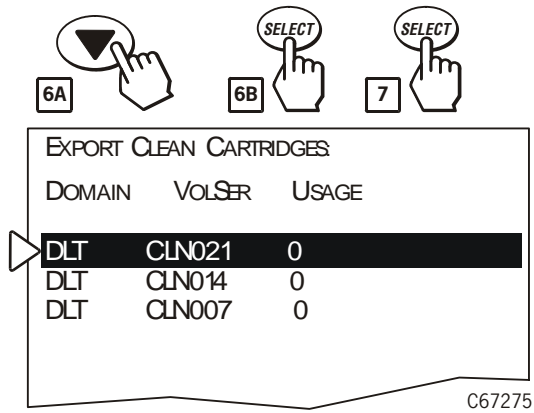 SELECT SELECT
6A 6B 7
EXPORT CLEAN CARTRIDGES:
DOMAIN VOLSER USAGE
DLT CLN021 0
DLT CLN014 0
DLT CLN007 0
C67275